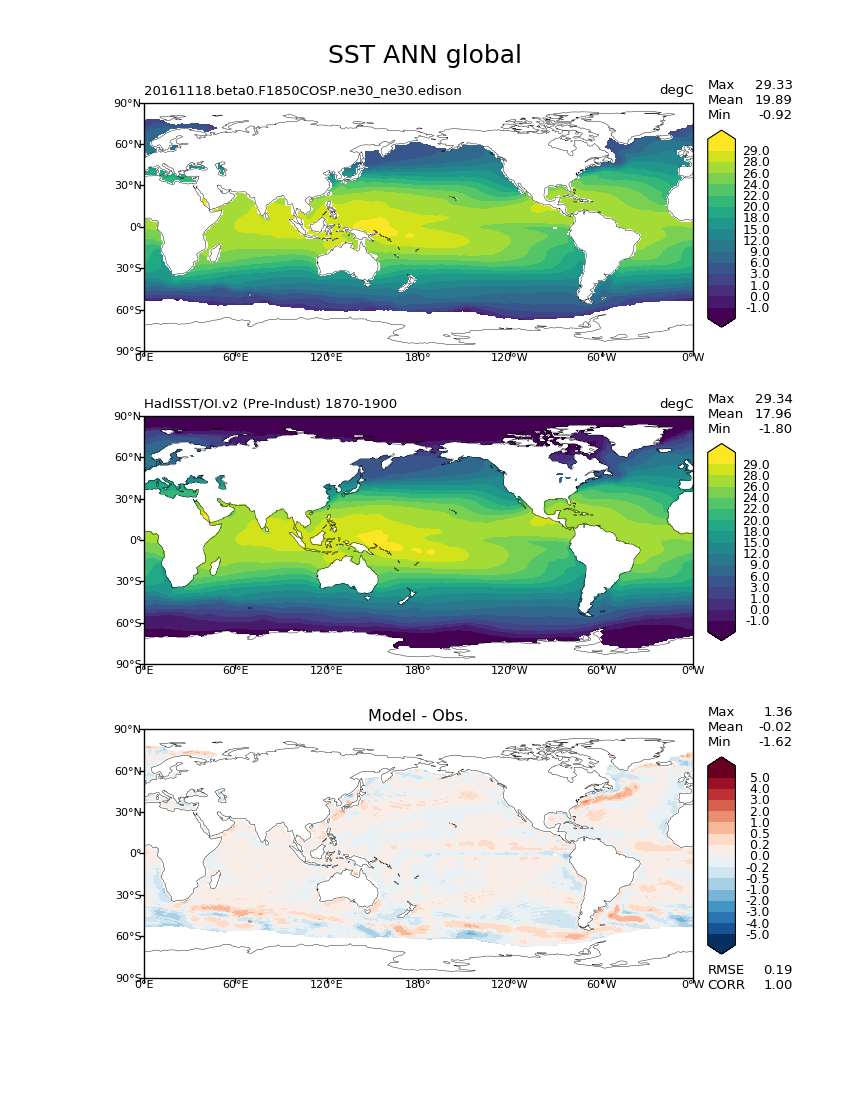 SST ANN global
20161118.beta0.F1850COSP.ne30_ne30.edison
degC
Max 29.33
Mean 19.89
Min -0.92
90°N
60°N
30°N
0°
30°S
60°S
90°S
0°E 60°E 120°E 180° 120°W 60°W 0°W
29.0
28.0
26.0
24.0
22.0
20.0
18.0
15.0
12.0
9.0
6.0
3.0
1.0
0.0
-1.0
HadISST/OI.v2 (Pre-Indust) 1870-1900
degC
Max 29.34
Mean 17.96
Min -1.80
90°N
60°N
30°N
0°
30°S
60°S
90°S
0°E 60°E 120°E 180° 120°W 60°W 0°W
29.0
28.0
26.0
24.0
22.0
20.0
18.0
15.0
12.0
9.0
6.0
3.0
1.0
0.0
-1.0
Model - Obs.
Max 1.36
Mean -0.02
Min -1.62
90°N
60°N
30°N
0°
30°S
60°S
90°S
0°E 60°E 120°E 180° 120°W 60°W 0°W
5.0
4.0
3.0
2.0
1.0
0.5
0.2
0.0
-0.2
-0.5
-1.0
-2.0
-3.0
-4.0
-5.0
RMSE 0.19
CORR 1.00